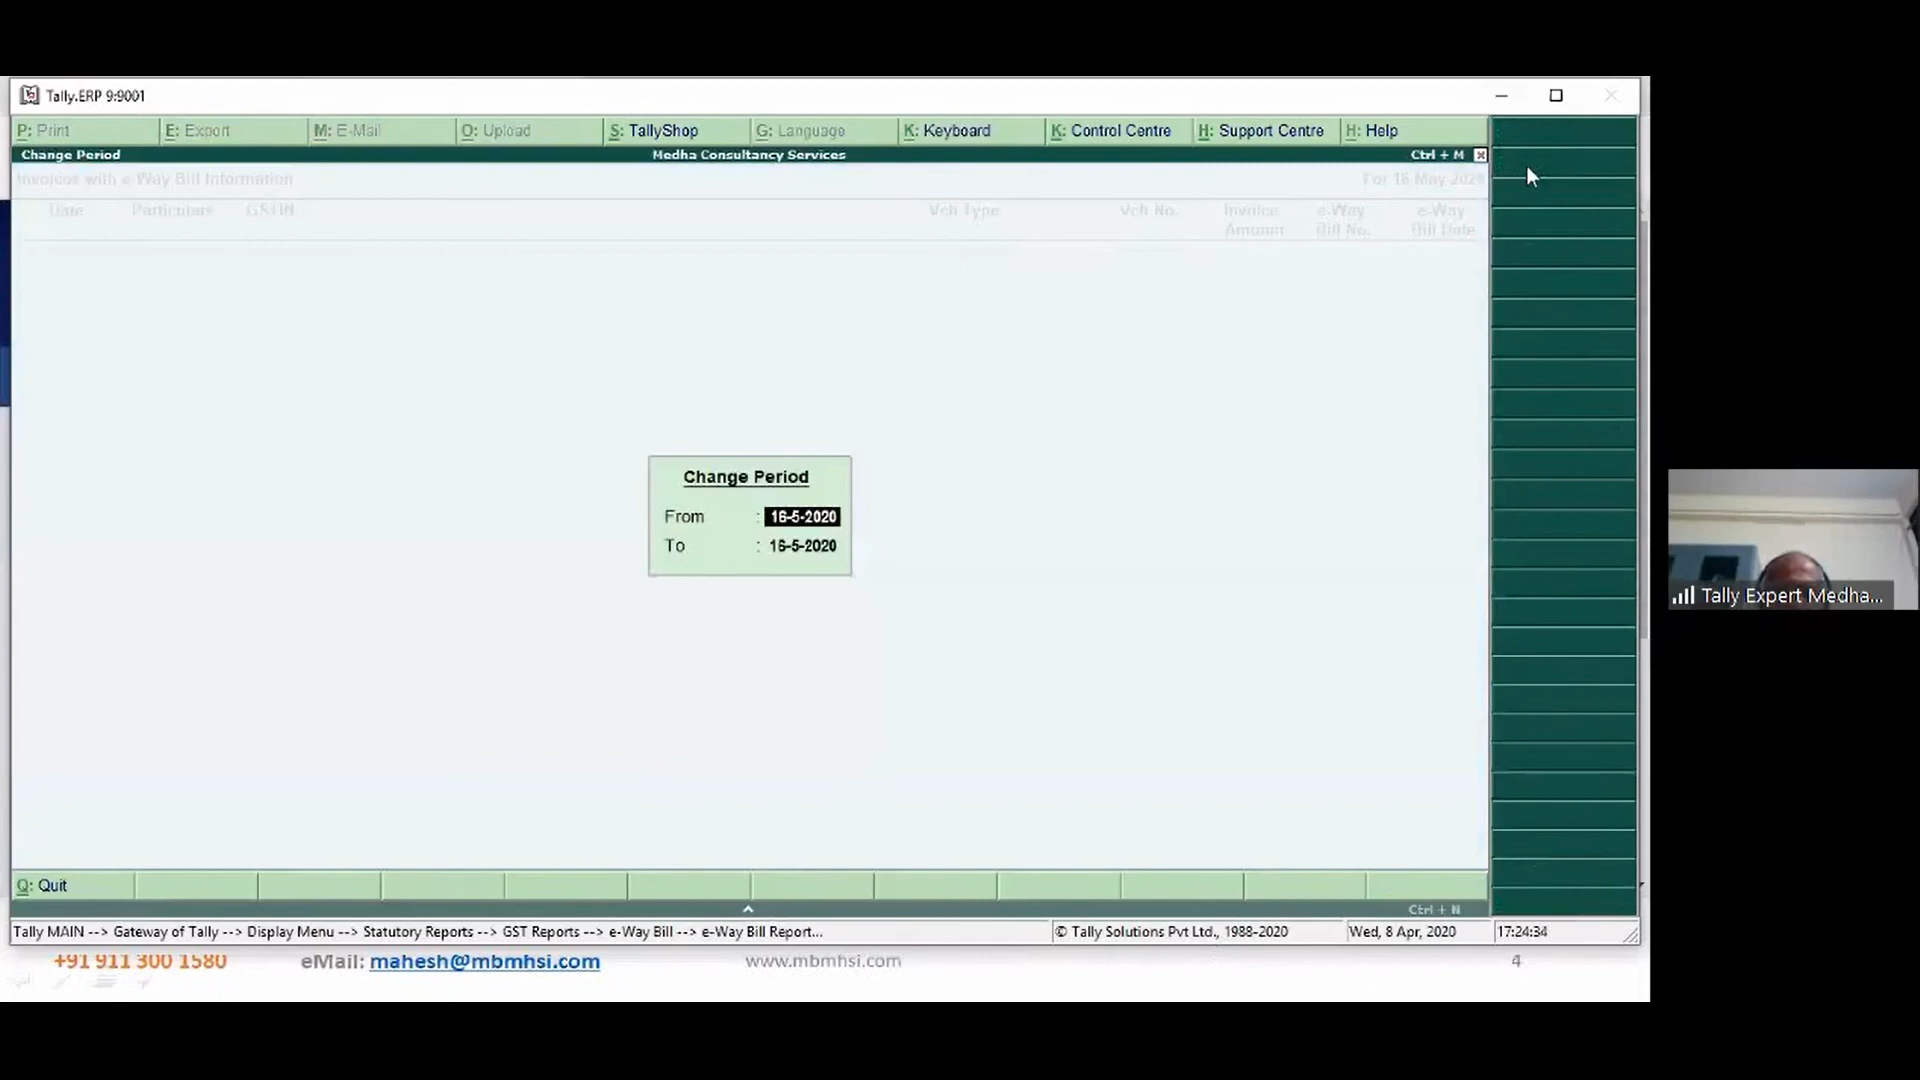 Tally.ERP 9:9001
P: Print E: Export M: E-Mail O: Upload S: TallyShop G: Language K: Keyboard K: Control Centre H: Support Centre H: Help
Change Period Medha Consultancy Services Ctrl + M
Invoices with e-Way Bill Information For 16 May 2020
Date Particulars GSTIN Vch Type Vch No. Invoice Amount e-Way Bill No. e-Way Bill Date
Change Period
From : 16-5-2020
To : 16-5-2020
Tally Expert Medha...
Q: Quit
Ctrl + N
Tally MAIN --> Gateway of Tally --> Display Menu --> Statutory Reports --> GST Reports --> e-Way Bill --> e-Way Bill Report... © Tally Solutions Pvt Ltd., 1988-2020 Wed, 8 Apr, 2020 17:24:34
+91 911 300 1580 eMail: mahesh@mbmhsi.com www.mbmhsi.com 4